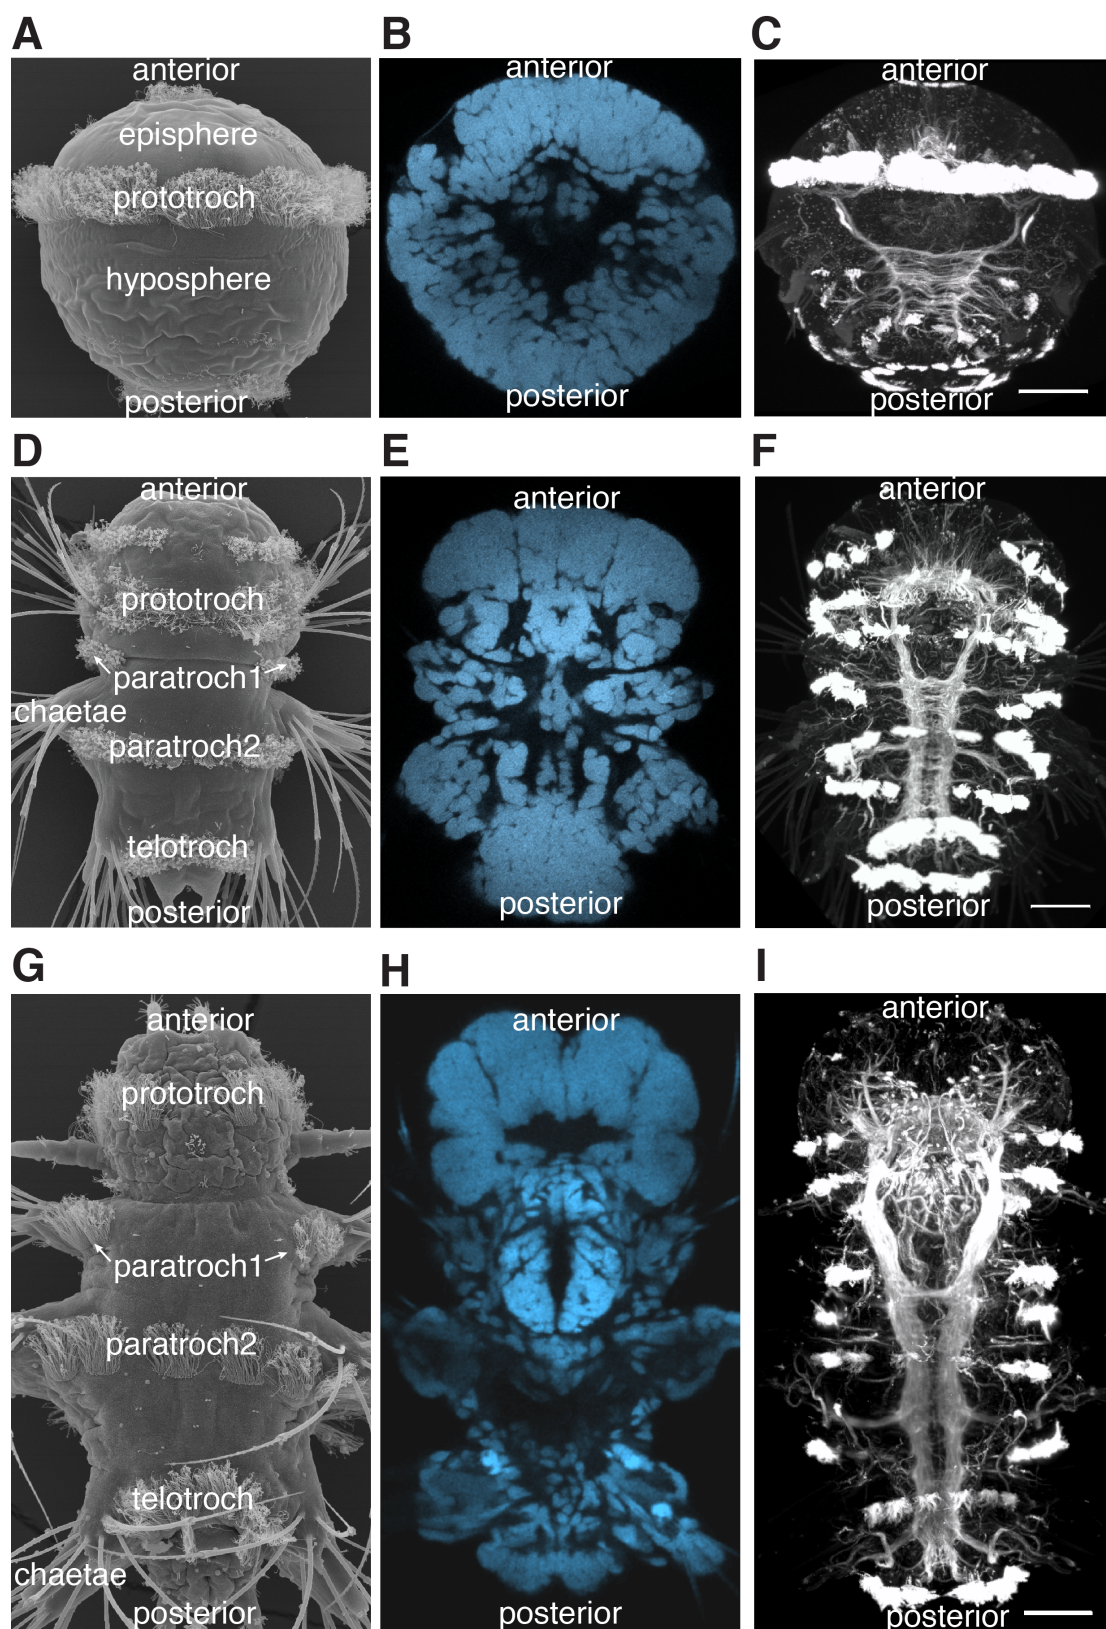 A
B
C
anterior
episphere
prototroch
hyposphere
posterior
anterior
posterior
anterior
posterior
D
E
F
anterior
prototroch
paratroch1
chaetae
paratroch2
telotroch
posterior
anterior
posterior
anterior
posterior
G
H
I
anterior
prototroch
paratroch1
paratroch2
telotroch
chaetae
posterior
anterior
posterior
anterior
posterior